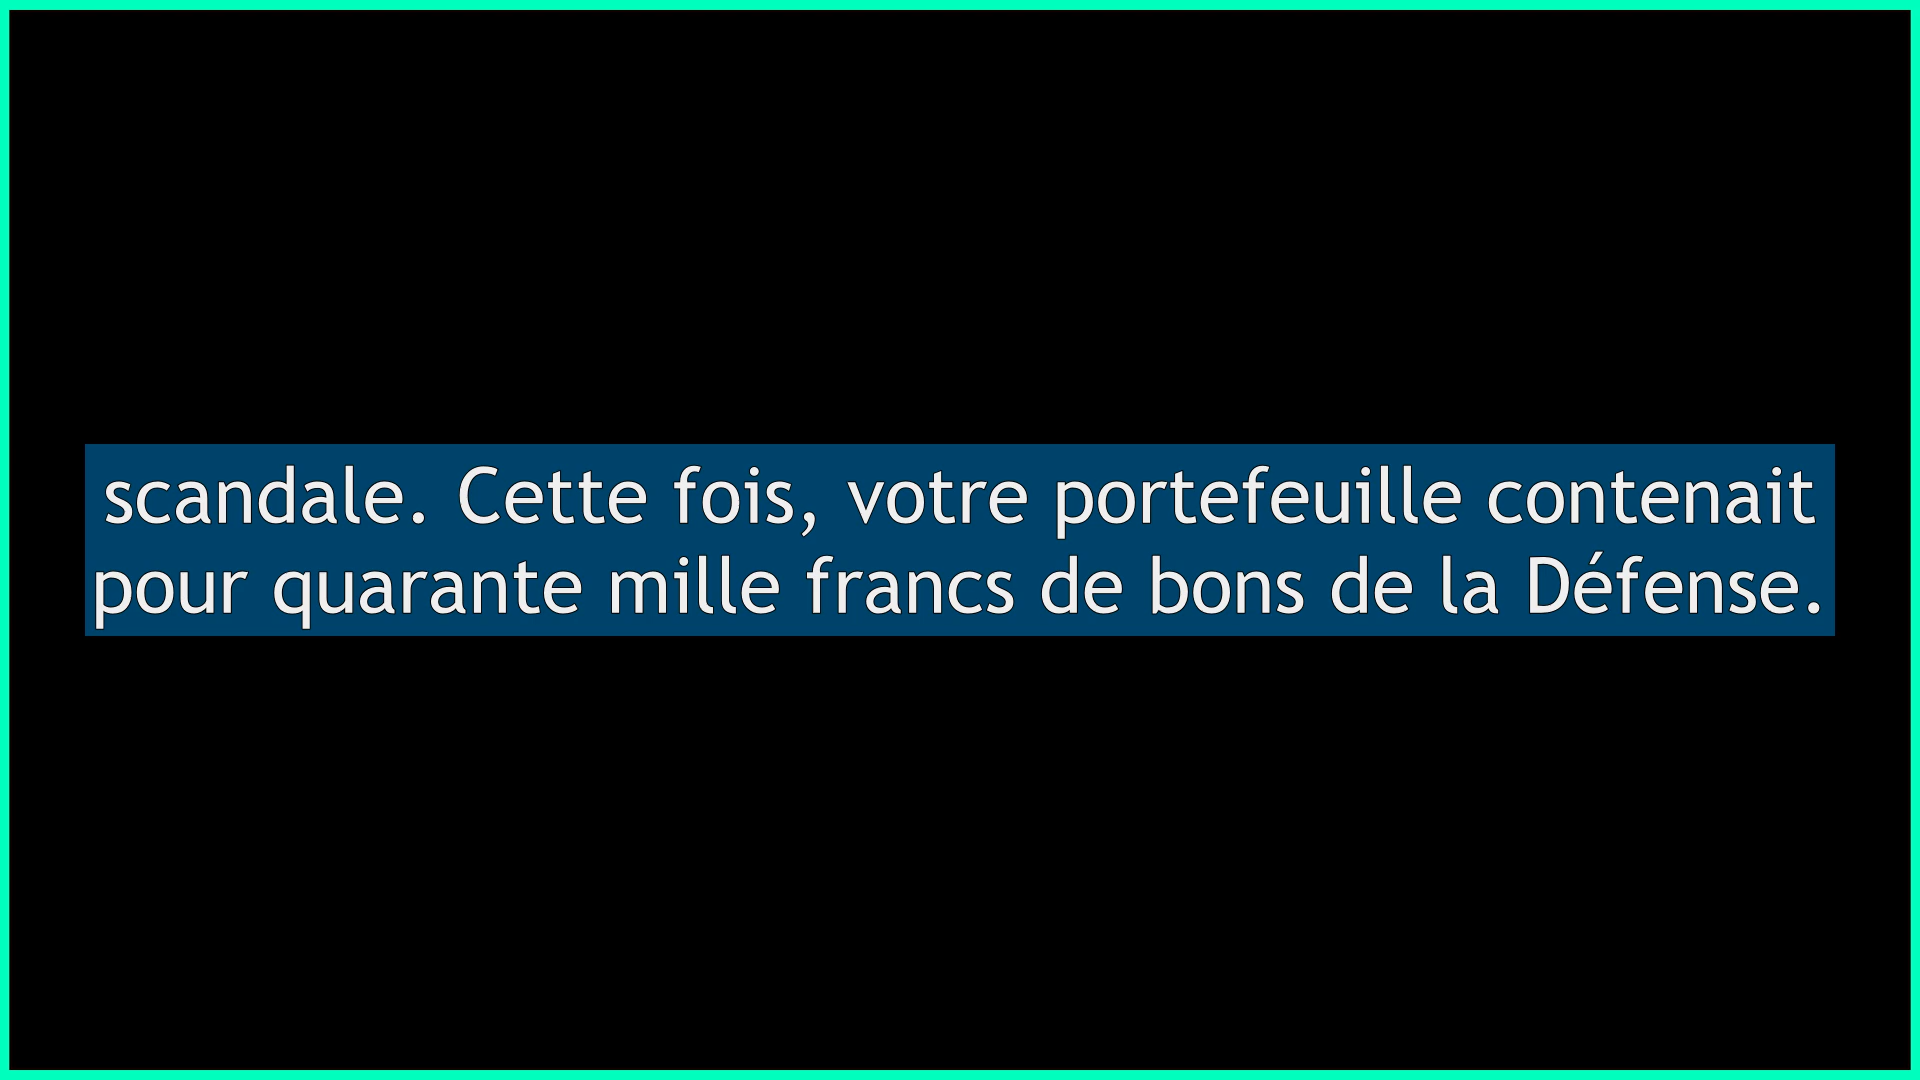 scandale. Cette fois, votre portefeuille contenait
pour quarante mille francs de bons de la Défense.